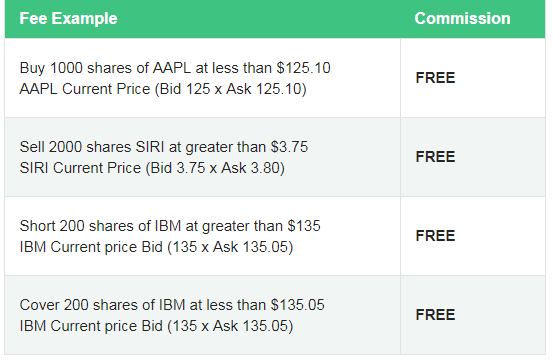 Fee Example Commission
Buy 1000 shares of AAPL at less than $125.10
AAPL Current Price (Bid 125 x Ask 125.10)
FREE
Sell 2000 shares SIRI at greater than $3.75
SIRI Current Price (Bid 3.75 x Ask 3.80)
FREE
Short 200 shares of IBM at greater than $135
IBM Current price Bid (135 x Ask 135.05)
FREE
Cover 200 shares of IBM at less than $135.05
IBM Current price Bid (135 x Ask 135.05)
FREE